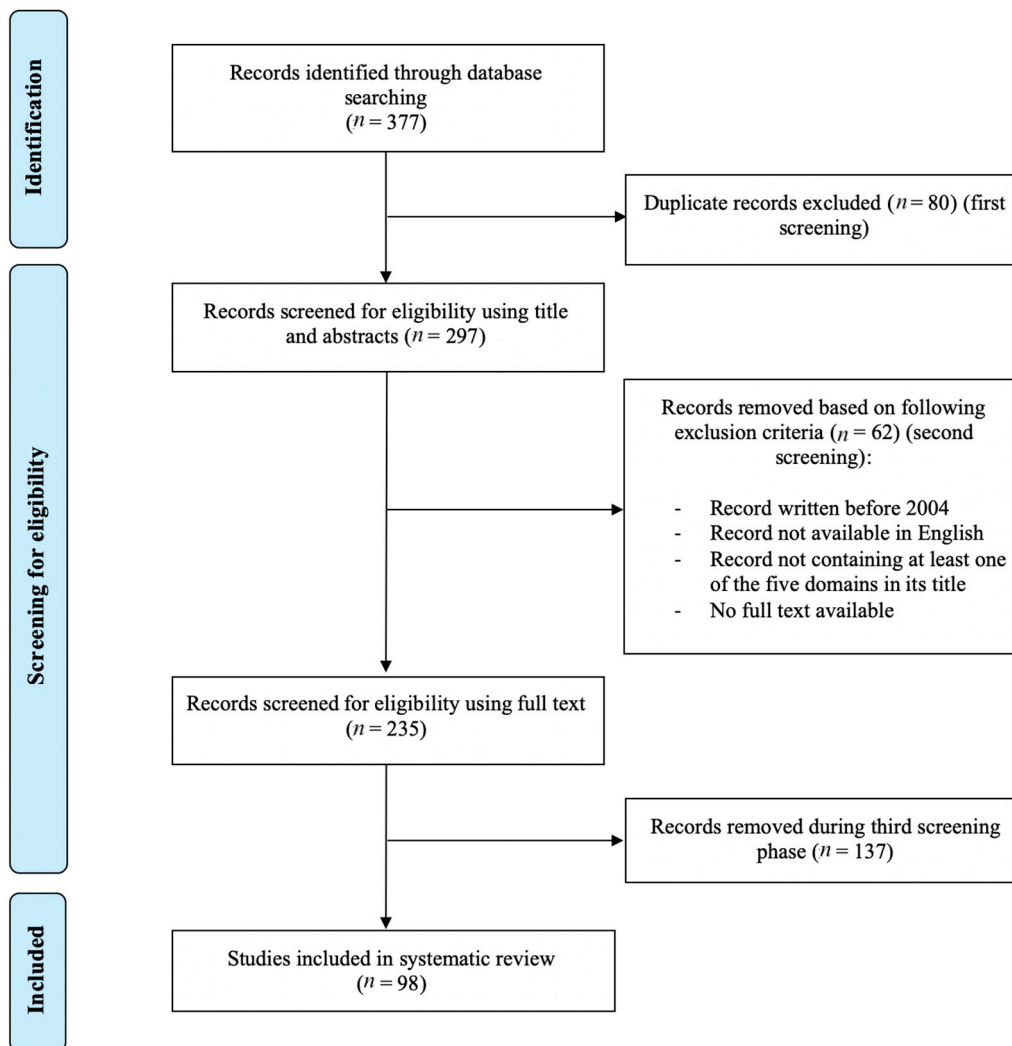 Identification
Records identified through database
searching
(n = 377)
Duplicate records excluded (n = 80) (first
screening)
Screening for eligibility
Records screened for eligibility using title
and abstracts (n = 297)
Records removed based on following
exclusion criteria (n = 62) (second
screening):
- Record written before 2004
- Record not available in English
- Record not containing at least one
of the five domains in its title
- No full text available
Records screened for eligibility using full text
(n = 235)
Records removed during third screening
phase (n = 137)
Included
Studies included in systematic review
(n = 98)